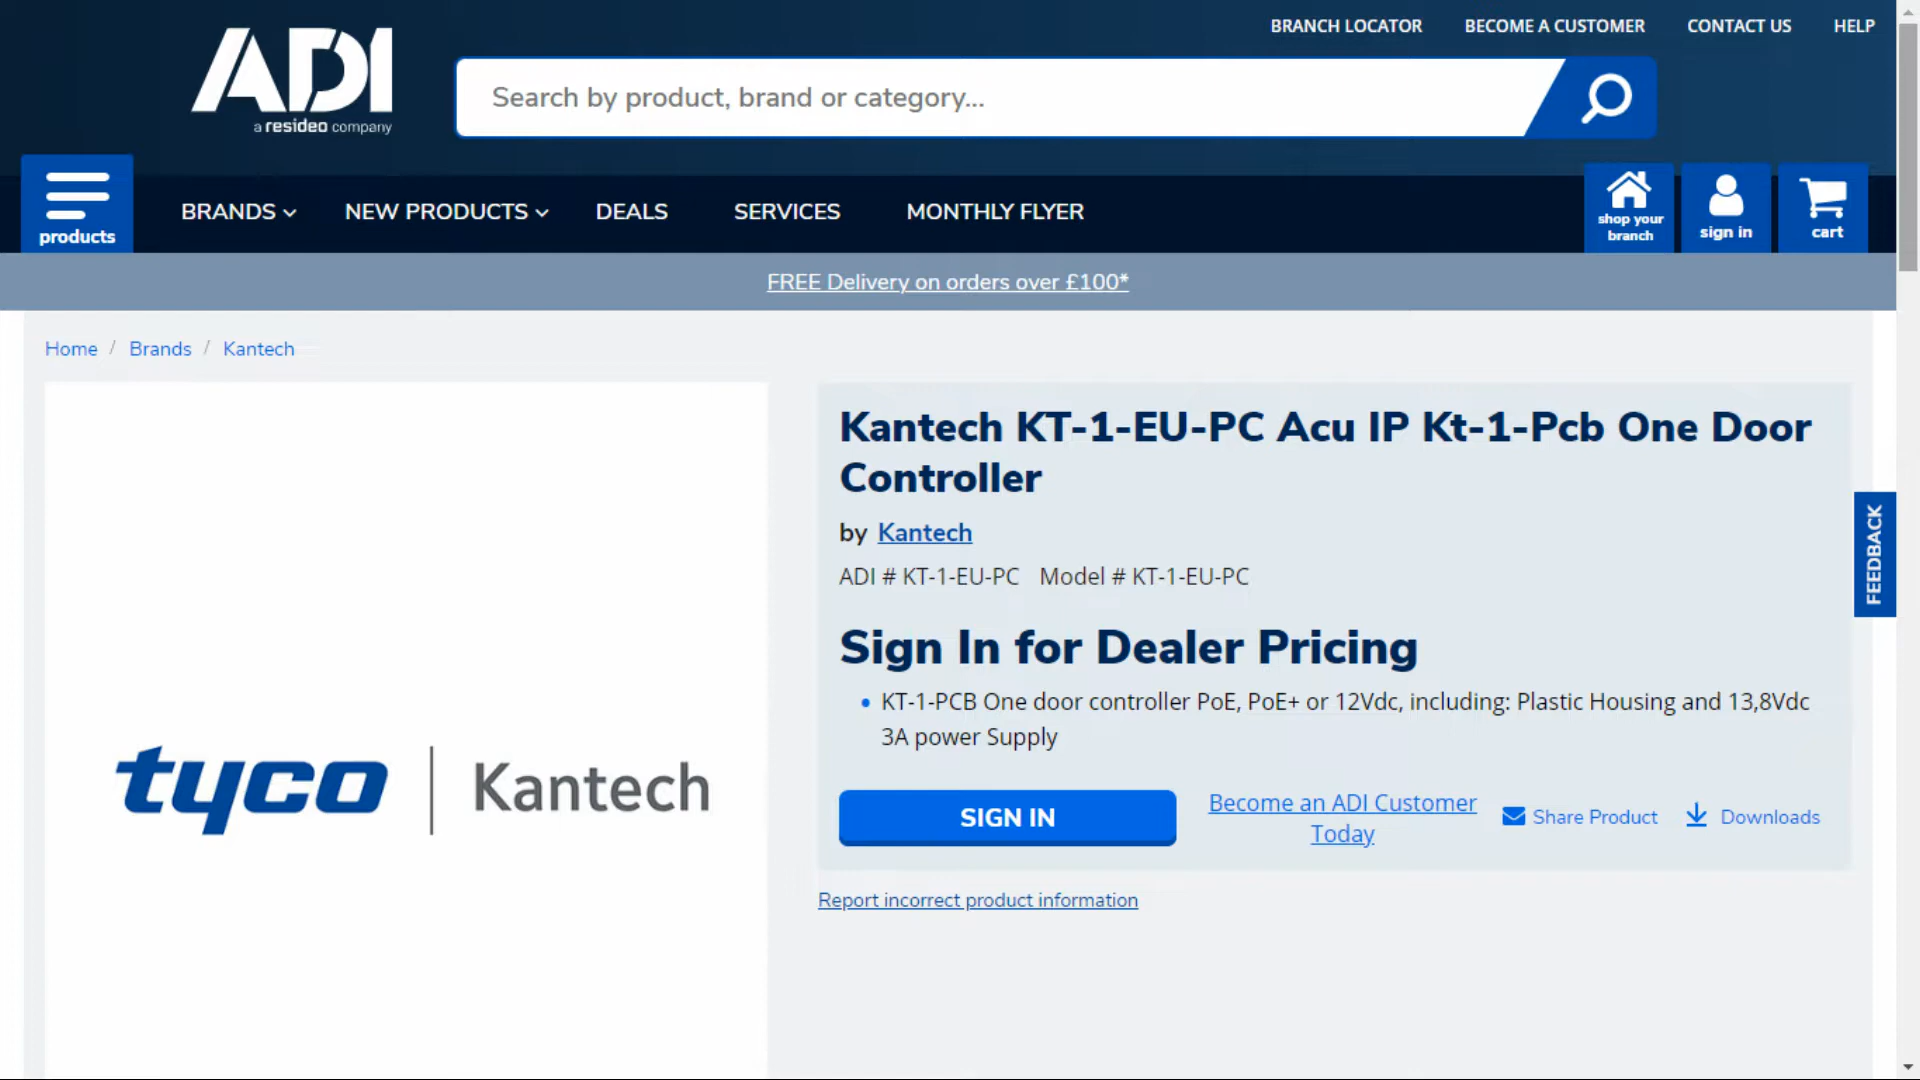 BRANCH LOCATOR BECOME A CUSTOMER CONTACT US HELP
ADI
a resideo company
Search by product, brand or category...
products
BRANDS NEW PRODUCTS DEALS SERVICES MONTHLY FLYER
shop your
branch
sign in
cart
FREE Delivery on orders over £100*
Home / Brands / Kantech
tyco | Kantech
Kantech KT-1-EU-PC Acu IP Kt-1-Pcb One Door
Controller
by Kantech
ADI # KT-1-EU-PC Model # KT-1-EU-PC
Sign In for Dealer Pricing
• KT-1-PCB One door controller PoE, PoE+ or 12Vdc, including: Plastic Housing and 13,8Vdc
3A power Supply
SIGN IN
Become an ADI Customer
Today
Share Product
Downloads
Report incorrect product information
FEEDBACK